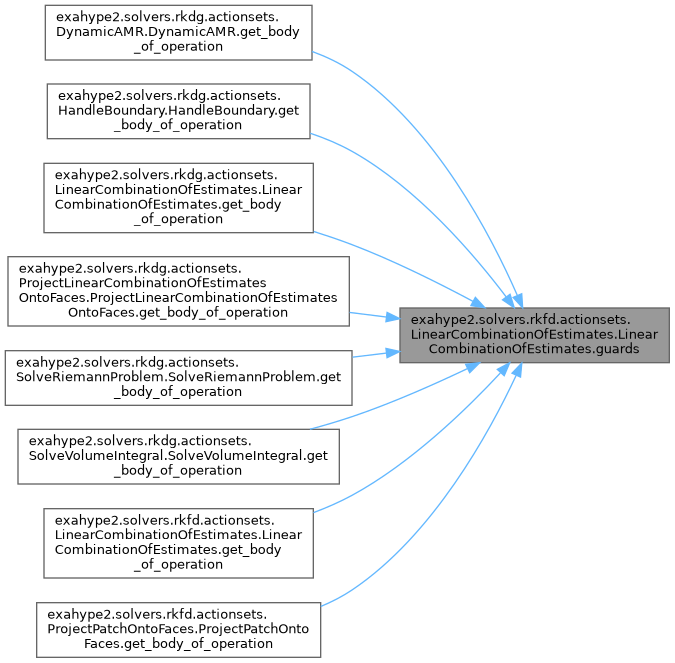 exahype2.solvers.rkdg.actionsets.
DynamicAMR.DynamicAMR.get_body
_of_operation
exahype2.solvers.rkdg.actionsets.
HandleBoundary.HandleBoundary.get
_body_of_operation
exahype2.solvers.rkdg.actionsets.
LinearCombinationOfEstimates.Linear
CombinationOfEstimates.get_body
_of_operation
exahype2.solvers.rkdg.actionsets.
ProjectLinearCombinationOfEstimates
OntoFaces.ProjectLinearCombinationOfEstimates
OntoFaces.get_body_of_operation
exahype2.solvers.rkfd.actionsets.
LinearCombinationOfEstimates.Linear
CombinationOfEstimates.guards
exahype2.solvers.rkdg.actionsets.
SolveRiemannProblem.SolveRiemannProblem.get
_body_of_operation
exahype2.solvers.rkdg.actionsets.
SolveVolumeIntegral.SolveVolumeIntegral.get
_body_of_operation
exahype2.solvers.rkfd.actionsets.
LinearCombinationOfEstimates.Linear
CombinationOfEstimates.get_body
_of_operation
exahype2.solvers.rkfd.actionsets.
ProjectPatchOntoFaces.ProjectPatchOnto
Faces.get_body_of_operation